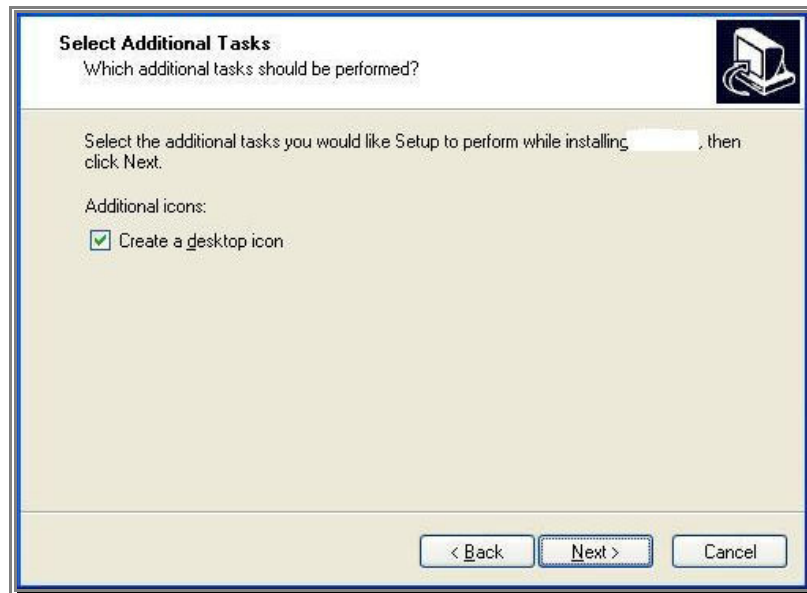 Select Additional Tasks
Which additional tasks should be performed?
Select the additional tasks you would like Setup to perform while installing , then
click Next.
Additional icons:
Create a desktop icon
< Back Next > Cancel